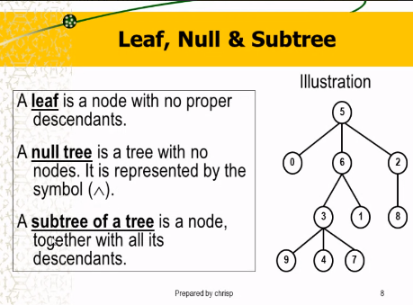 Leaf, Null & Subtree
Illustration
A leaf is a node with no proper
descendants.
A null tree is a tree with no
nodes. It is represented by the
symbol (∧).
A subtree of a tree is a node,
together with all its
descendants.
5
0 6 2
3 1 8
9 4 7
Prepared by chrisp
8